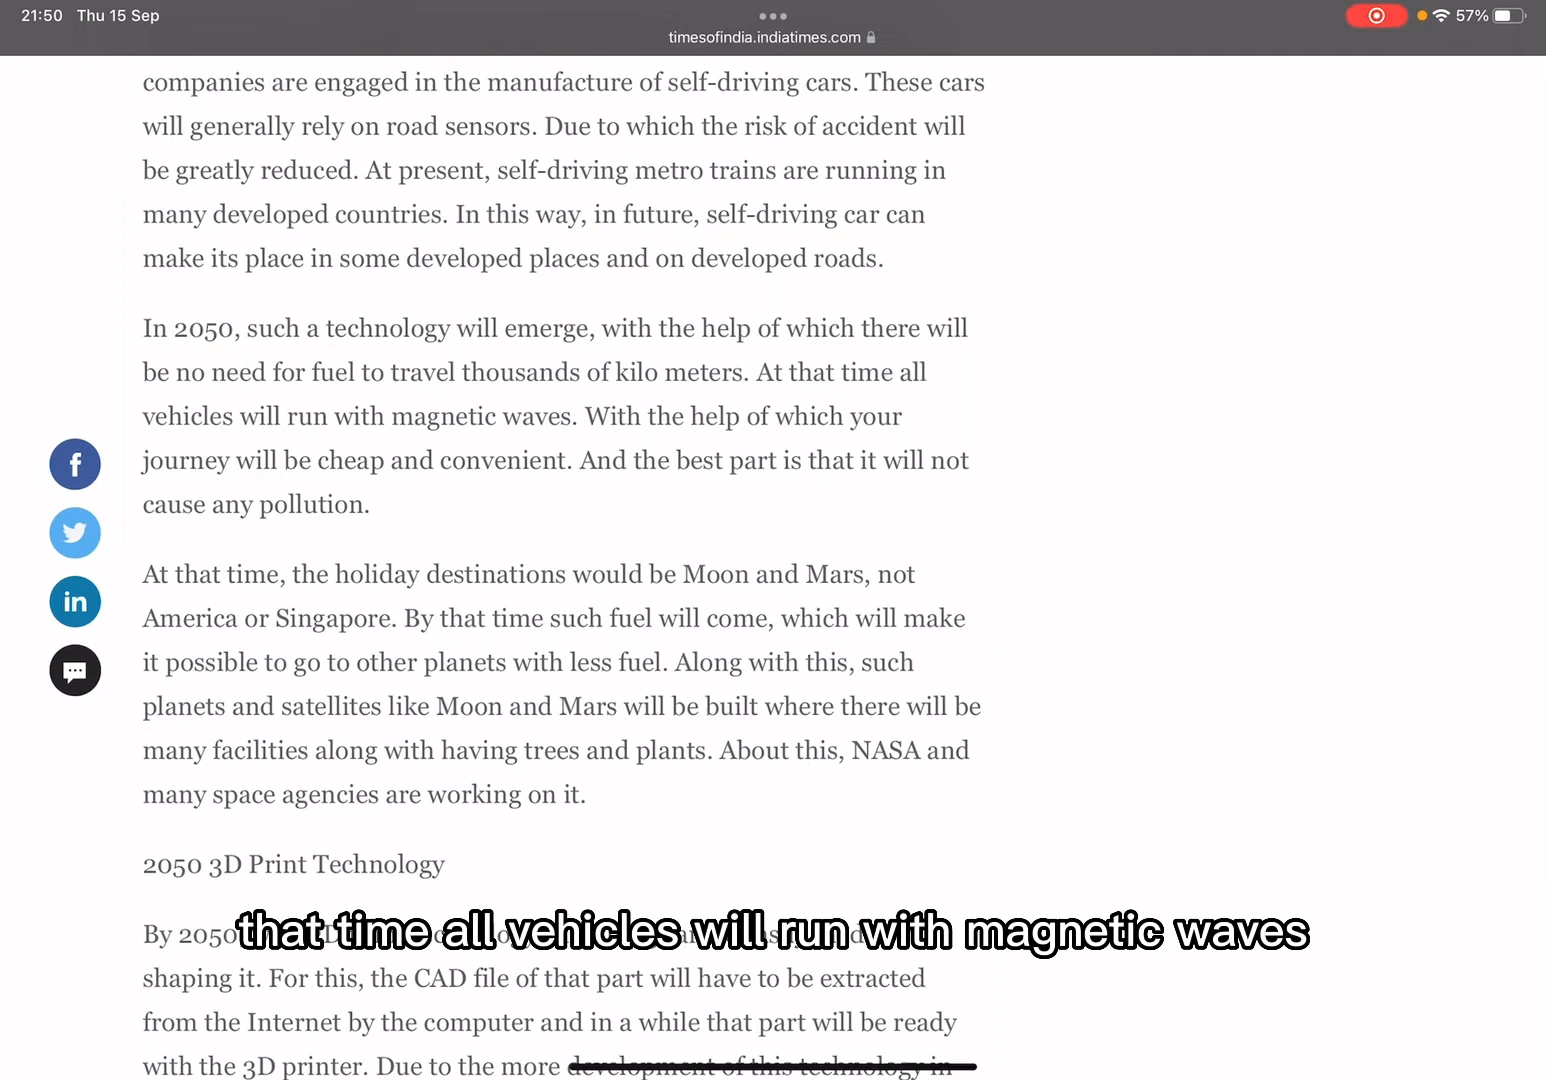 21:50 Thu 15 Sep
57%
timesofindia.indiatimes.com
companies are engaged in the manufacture of self-driving cars. These cars
will generally rely on road sensors. Due to which the risk of accident will
be greatly reduced. At present, self-driving metro trains are running in
many developed countries. In this way, in future, self-driving car can
make its place in some developed places and on developed roads.
In 2050, such a technology will emerge, with the help of which there will
be no need for fuel to travel thousands of kilo meters. At that time all
vehicles will run with magnetic waves. With the help of which your
journey will be cheap and convenient. And the best part is that it will not
cause any pollution.
f
in
At that time, the holiday destinations would be Moon and Mars, not
America or Singapore. By that time such fuel will come, which will make
it possible to go to other planets with less fuel. Along with this, such
planets and satellites like Moon and Mars will be built where there will be
many facilities along with having trees and plants. About this, NASA and
many space agencies are working on it.
2050 3D Print Technology
By 2050
that time all vehicles will run with magnetic waves
shaping it. For this, the CAD file of that part will have to be extracted
from the Internet by the computer and in a while that part will be ready
with the 3D printer. Due to the more development of this technology in